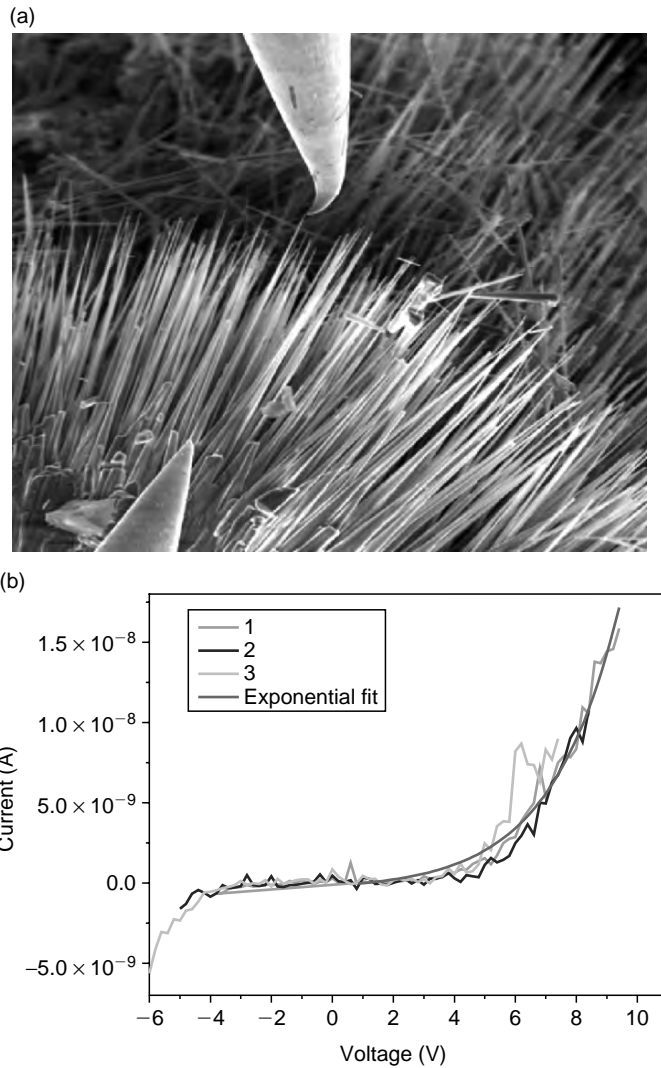 (a)
(b)
1
2
3
Exponential fit
1.5 × 10⁻⁸
1.0 × 10⁻⁸
5.0 × 10⁻⁹
0.0
−5.0 × 10⁻⁹
Current (A)
−6 −4 −2 0 2 4 6 8 10
Voltage (V)